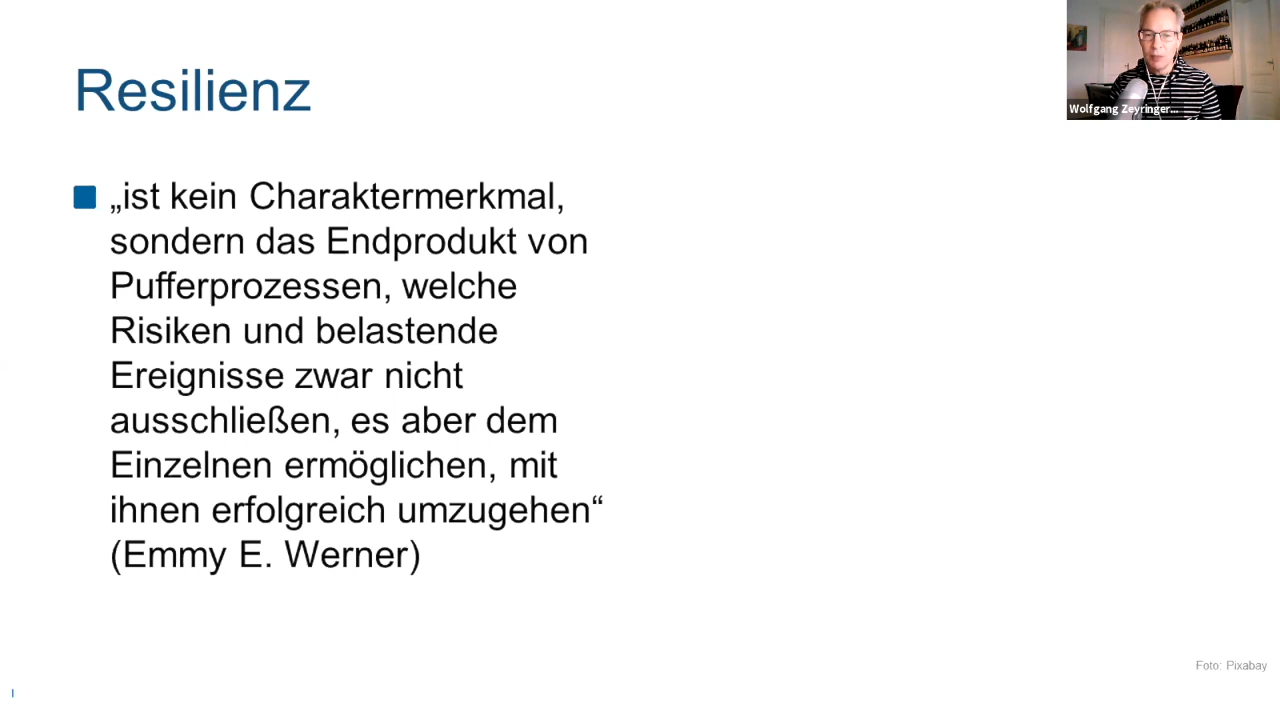 Resilienz
Wolfgang Zeyringer...
„ist kein Charaktermerkmal,
sondern das Endprodukt von
Pufferprozessen, welche
Risiken und belastende
Ereignisse zwar nicht
ausschließen, es aber dem
Einzelnen ermöglichen, mit
ihnen erfolgreich umzugehen“
(Emmy E. Werner)
Foto: Pixabay